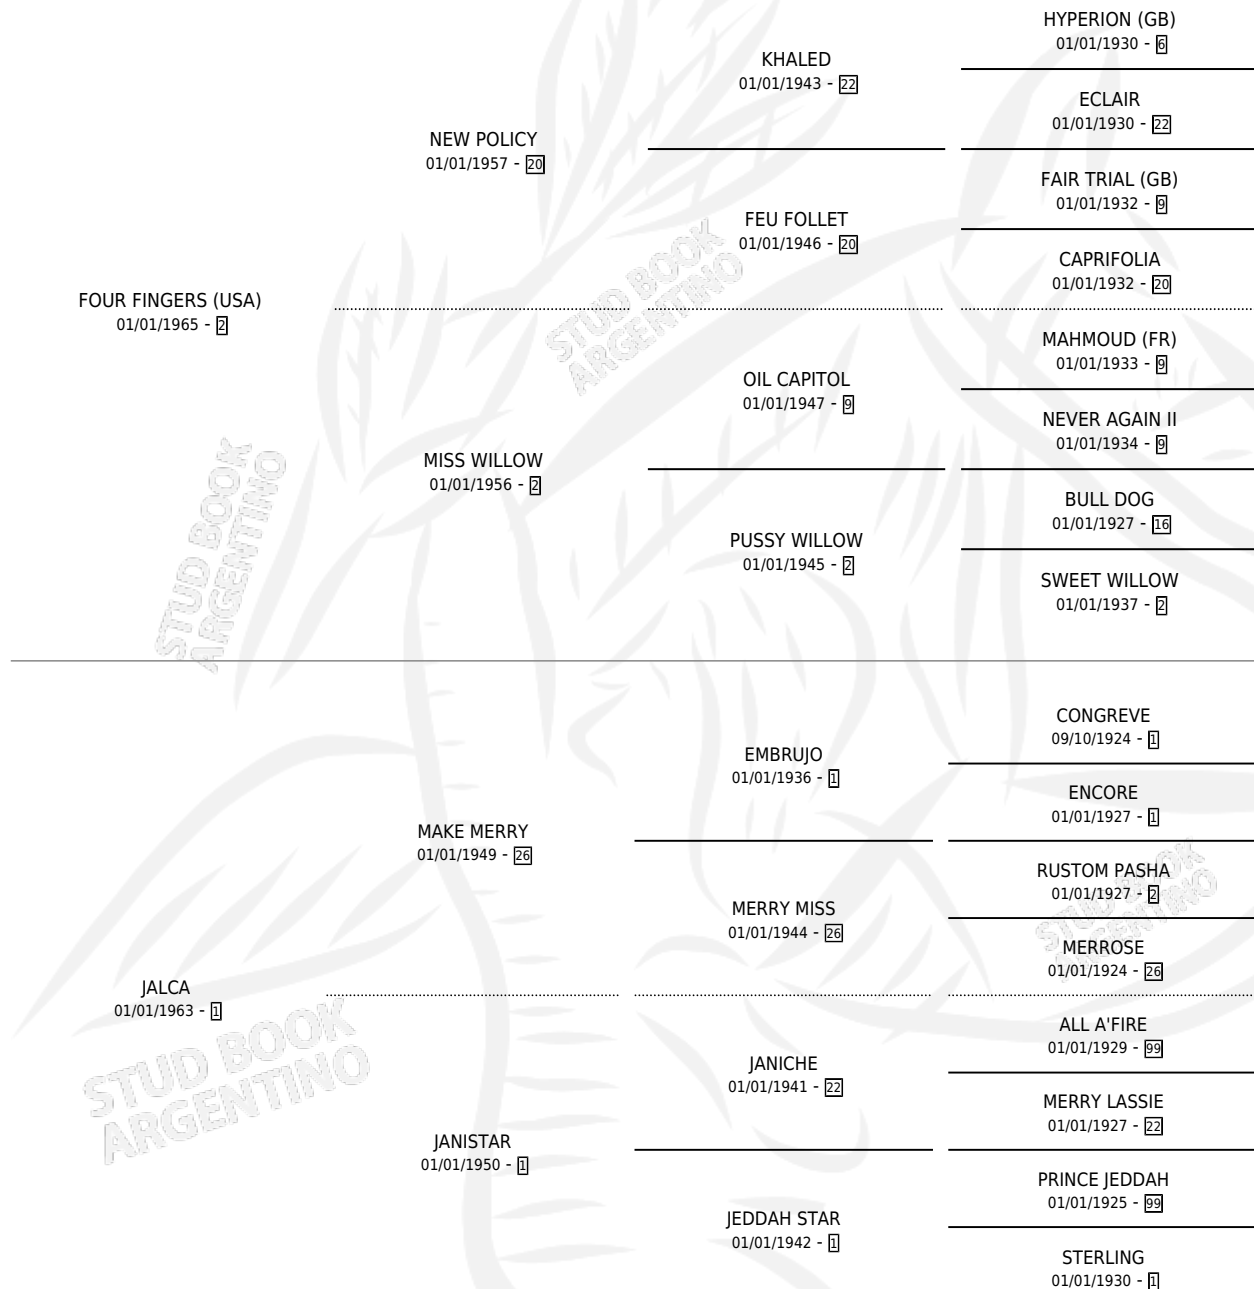 HYPERION (GB)
01/01/1930 - 6
KHALED
01/01/1943 - 22
ECLAIR
01/01/1930 - 22
NEW POLICY
01/01/1957 - 20
FAIR TRIAL (GB)
01/01/1932 - 9
FEU FOLLET
01/01/1946 - 20
CAPRIFOLIA
01/01/1932 - 20
FOUR FINGERS (USA)
01/01/1965 - 2
MAHMOUD (FR)
01/01/1933 - 9
OIL CAPITOL
01/01/1947 - 9
NEVER AGAIN II
01/01/1934 - 9
MISS WILLOW
01/01/1956 - 2
BULL DOG
01/01/1927 - 16
PUSSY WILLOW
01/01/1945 - 2
SWEET WILLOW
01/01/1937 - 2
CONGREVE
09/10/1924 - 1
EMBRUJO
01/01/1936 - 1
ENCORE
01/01/1927 - 1
MAKE MERRY
01/01/1949 - 26
RUSTOM PASHA
01/01/1927 - 2
MERRY MISS
01/01/1944 - 26
MERROSE
01/01/1924 - 26
JALCA
01/01/1963 - 1
ALL A'FIRE
01/01/1929 - 99
JANICHE
01/01/1941 - 22
MERRY LASSIE
01/01/1927 - 22
JANISTAR
01/01/1950 - 1
PRINCE JEDDAH
01/01/1925 - 99
JEDDAH STAR
01/01/1942 - 1
STERLING
01/01/1930 - 1
STUD BOOK
ARGENTINO
STUD BOOK
ARGENTINO
STUD BOOK
ARGENTINO
STUD BOOK
ARGENTINO